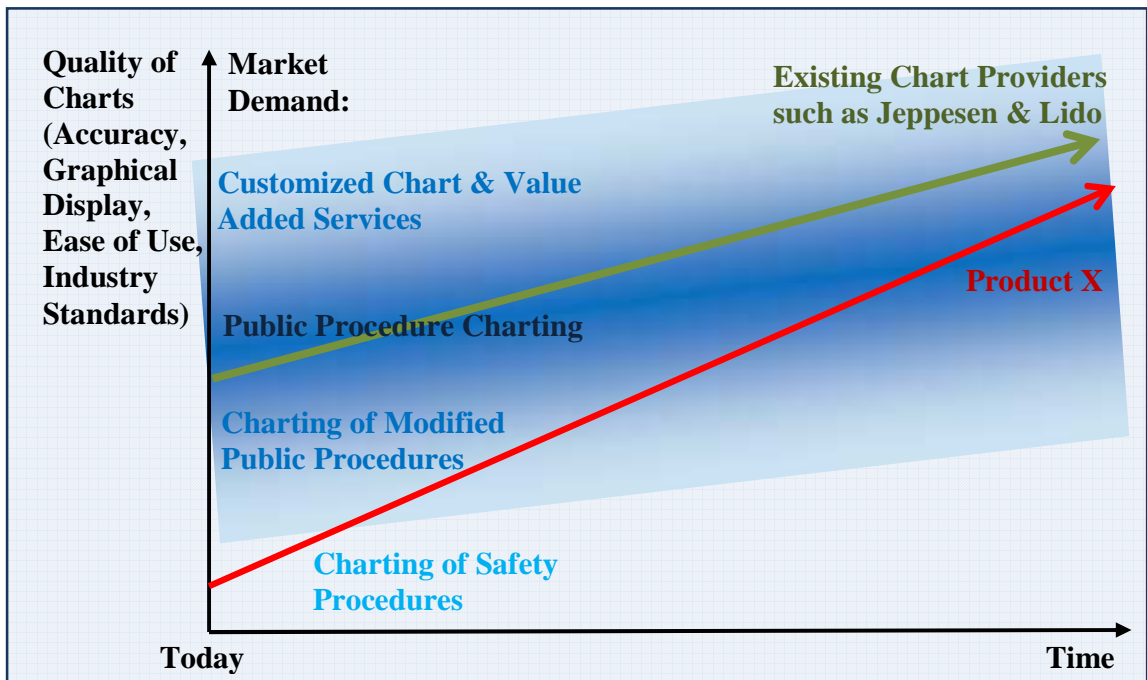 Quality of
Charts
(Accuracy,
Graphical
Display,
Ease of Use,
Industry
Standards)
Market
Demand:
Existing Chart Providers
such as Jeppesen & Lido
Customized Chart & Value
Added Services
Product X
Public Procedure Charting
Charting of Modified
Public Procedures
Charting of Safety
Procedures
Today
Time